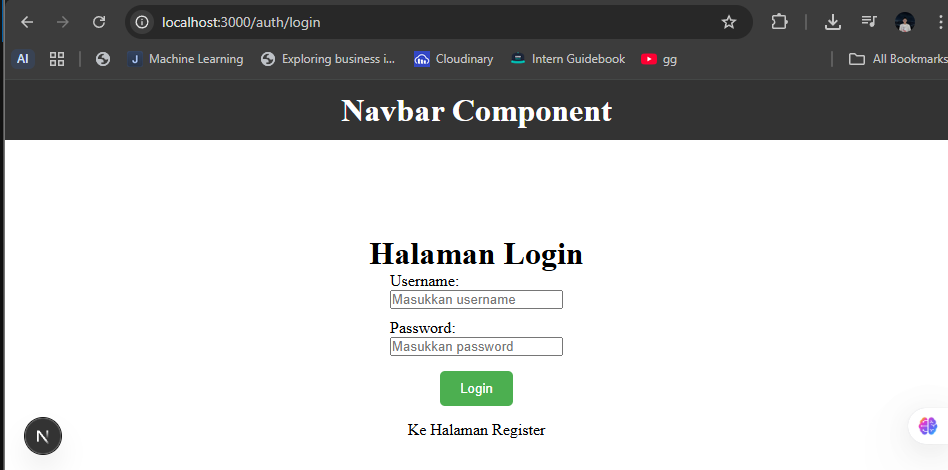 localhost:3000/auth/login
AI
J Machine Learning
Exploring business i...
Cloudinary
Intern Guidebook
gg
All Bookmarks
Navbar Component
Halaman Login
Username:
Masukkan username
Password:
Masukkan password
Login
Ke Halaman Register
N